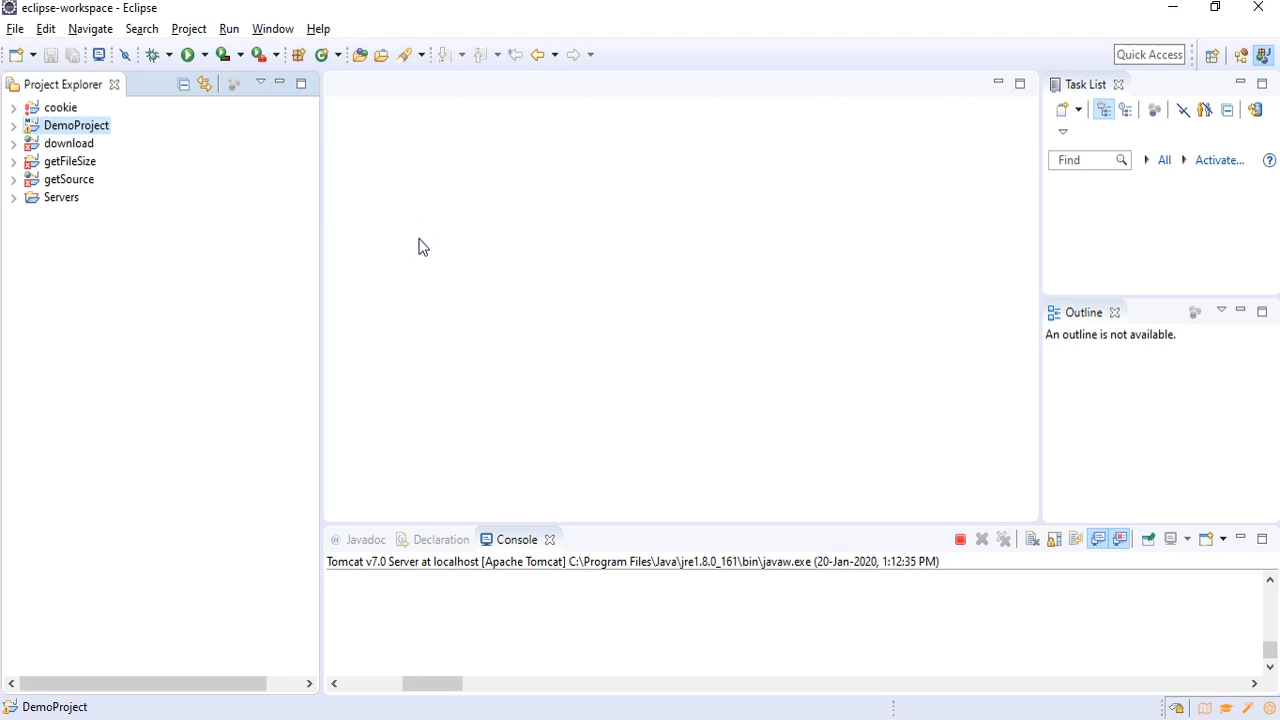 eclipse-workspace - Eclipse
File Edit Navigate Search Project Run Window Help
Quick Access
Project Explorer
cookie
DemoProject
download
getFileSize
getSource
Servers
Task List
Find All Activate...
Outline
An outline is not available.
@ Javadoc Declaration Console
Tomcat v7.0 Server at localhost [Apache Tomcat] C:\Program Files\Java\jre1.8.0_161\bin\javaw.exe (20-Jan-2020, 1:12:35 PM)
DemoProject